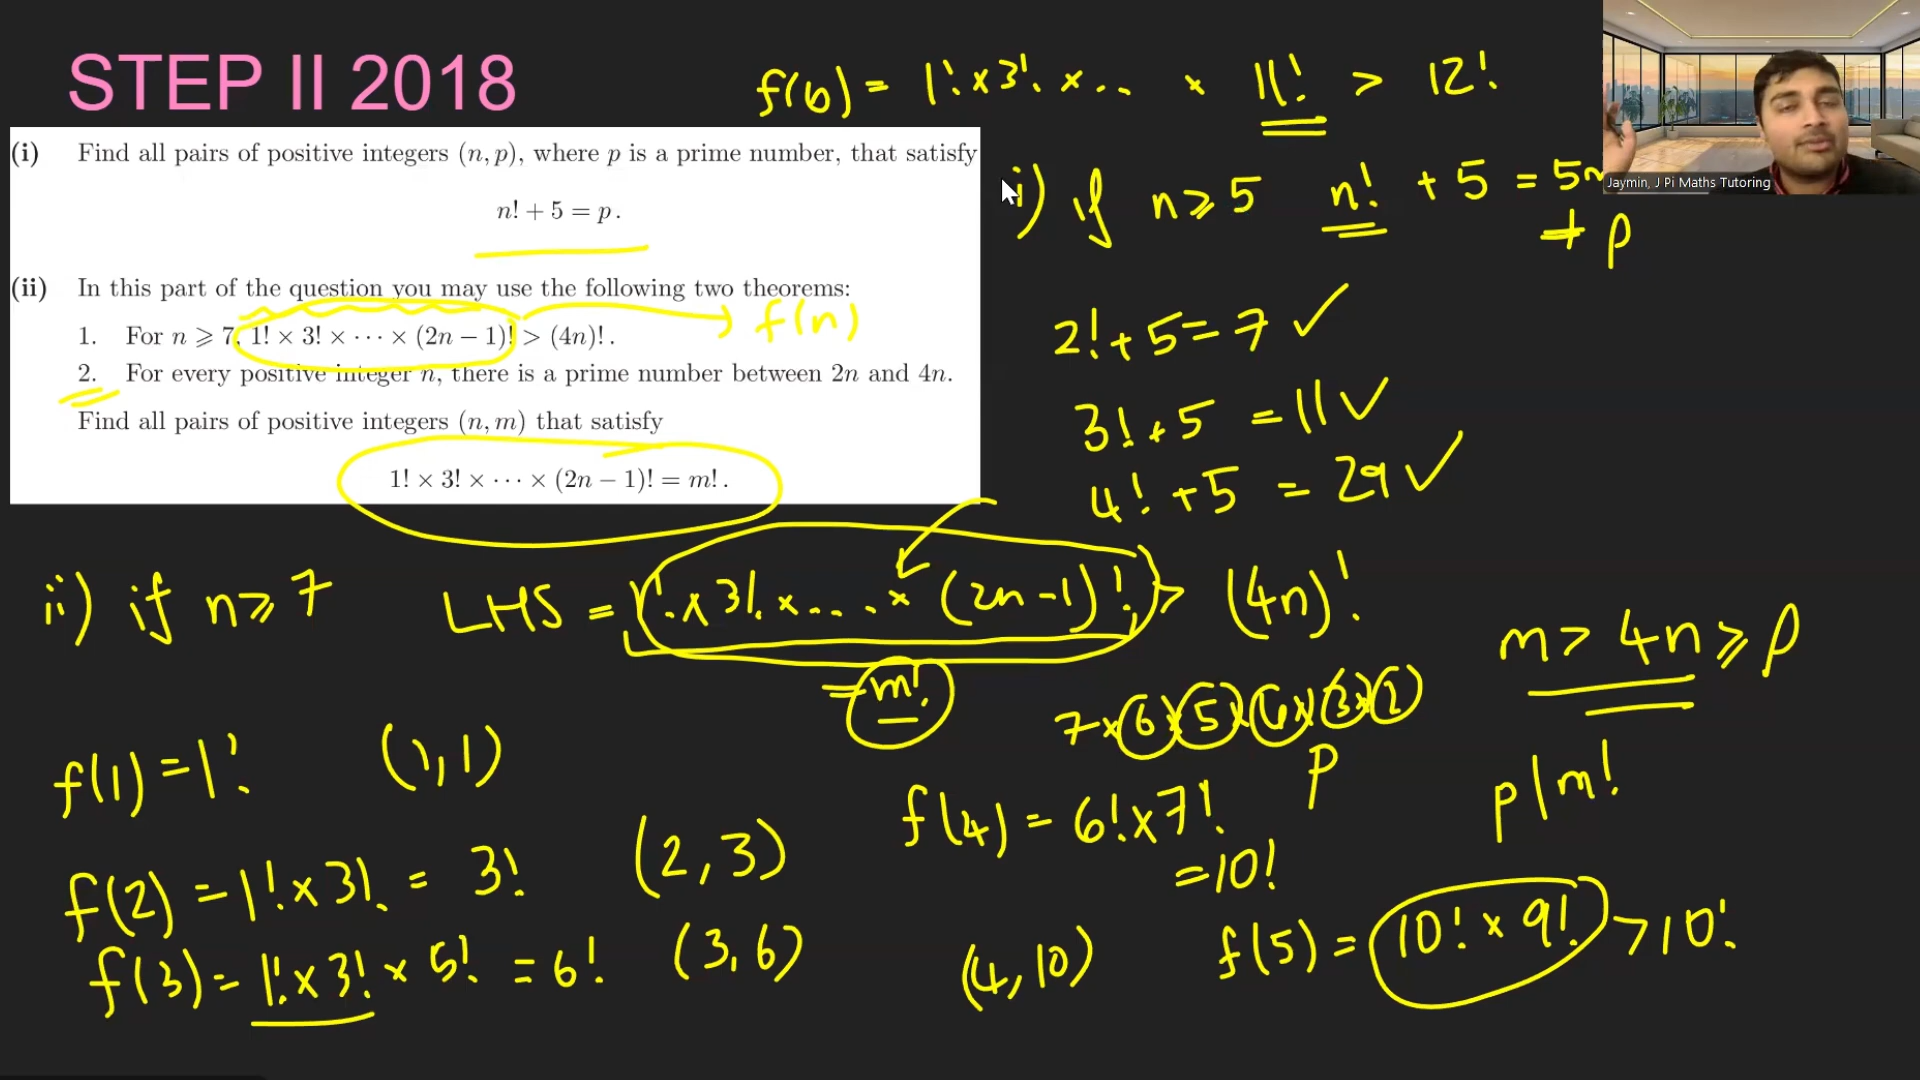 STEP II 2018
f(6) = 1! × 3! × .. × 11! > 12!
(i) Find all pairs of positive integers (n, p), where p is a prime number, that satisfy
n! + 5 = p.
(ii) In this part of the question you may use the following two theorems:
1. For n ⩾ 7, 1! × 3! × ··· × (2n − 1)! > (4n)!.
→ f(n)
2. For every positive integer n, there is a prime number between 2n and 4n.
Find all pairs of positive integers (n, m) that satisfy
1! × 3! × ··· × (2n − 1)! = m!.
Jaymin, J Pi Maths Tutoring
i) if n ⩾ 5 n! + 5 = 5
≠ p
2! + 5 = 7 ✓
3! + 5 = 11 ✓
4! + 5 = 29 ✓
ii) if n ⩾ 7 LHS = 1! × 3! × ... × (2n − 1)! > (4n)!
= m!
m > 4n ⩾ p
7 × 6 × 5 × 6 × 3 × 2
p
p | m!
f(1) = 1! (1, 1)
f(2) = 1! × 3! = 3! (2, 3)
f(3) = 1! × 3! × 5! = 6! (3, 6)
f(4) = 6! × 7!
= 10!
(4, 10)
f(5) = 10! × 9! > 10!